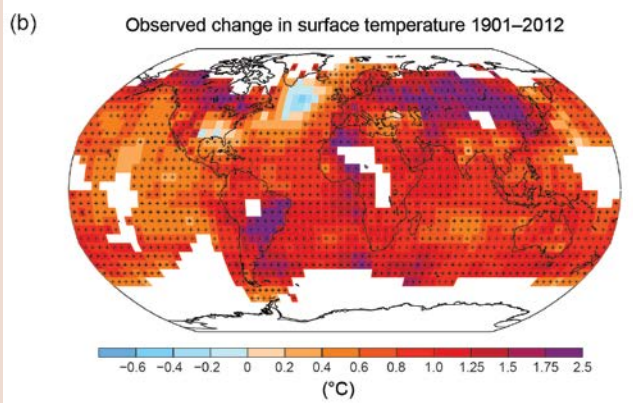 (b)
Observed change in surface temperature 1901–2012
−0.6 −0.4 −0.2 0 0.2 0.4 0.6 0.8 1.0 1.25 1.5 1.75 2.5
(°C)